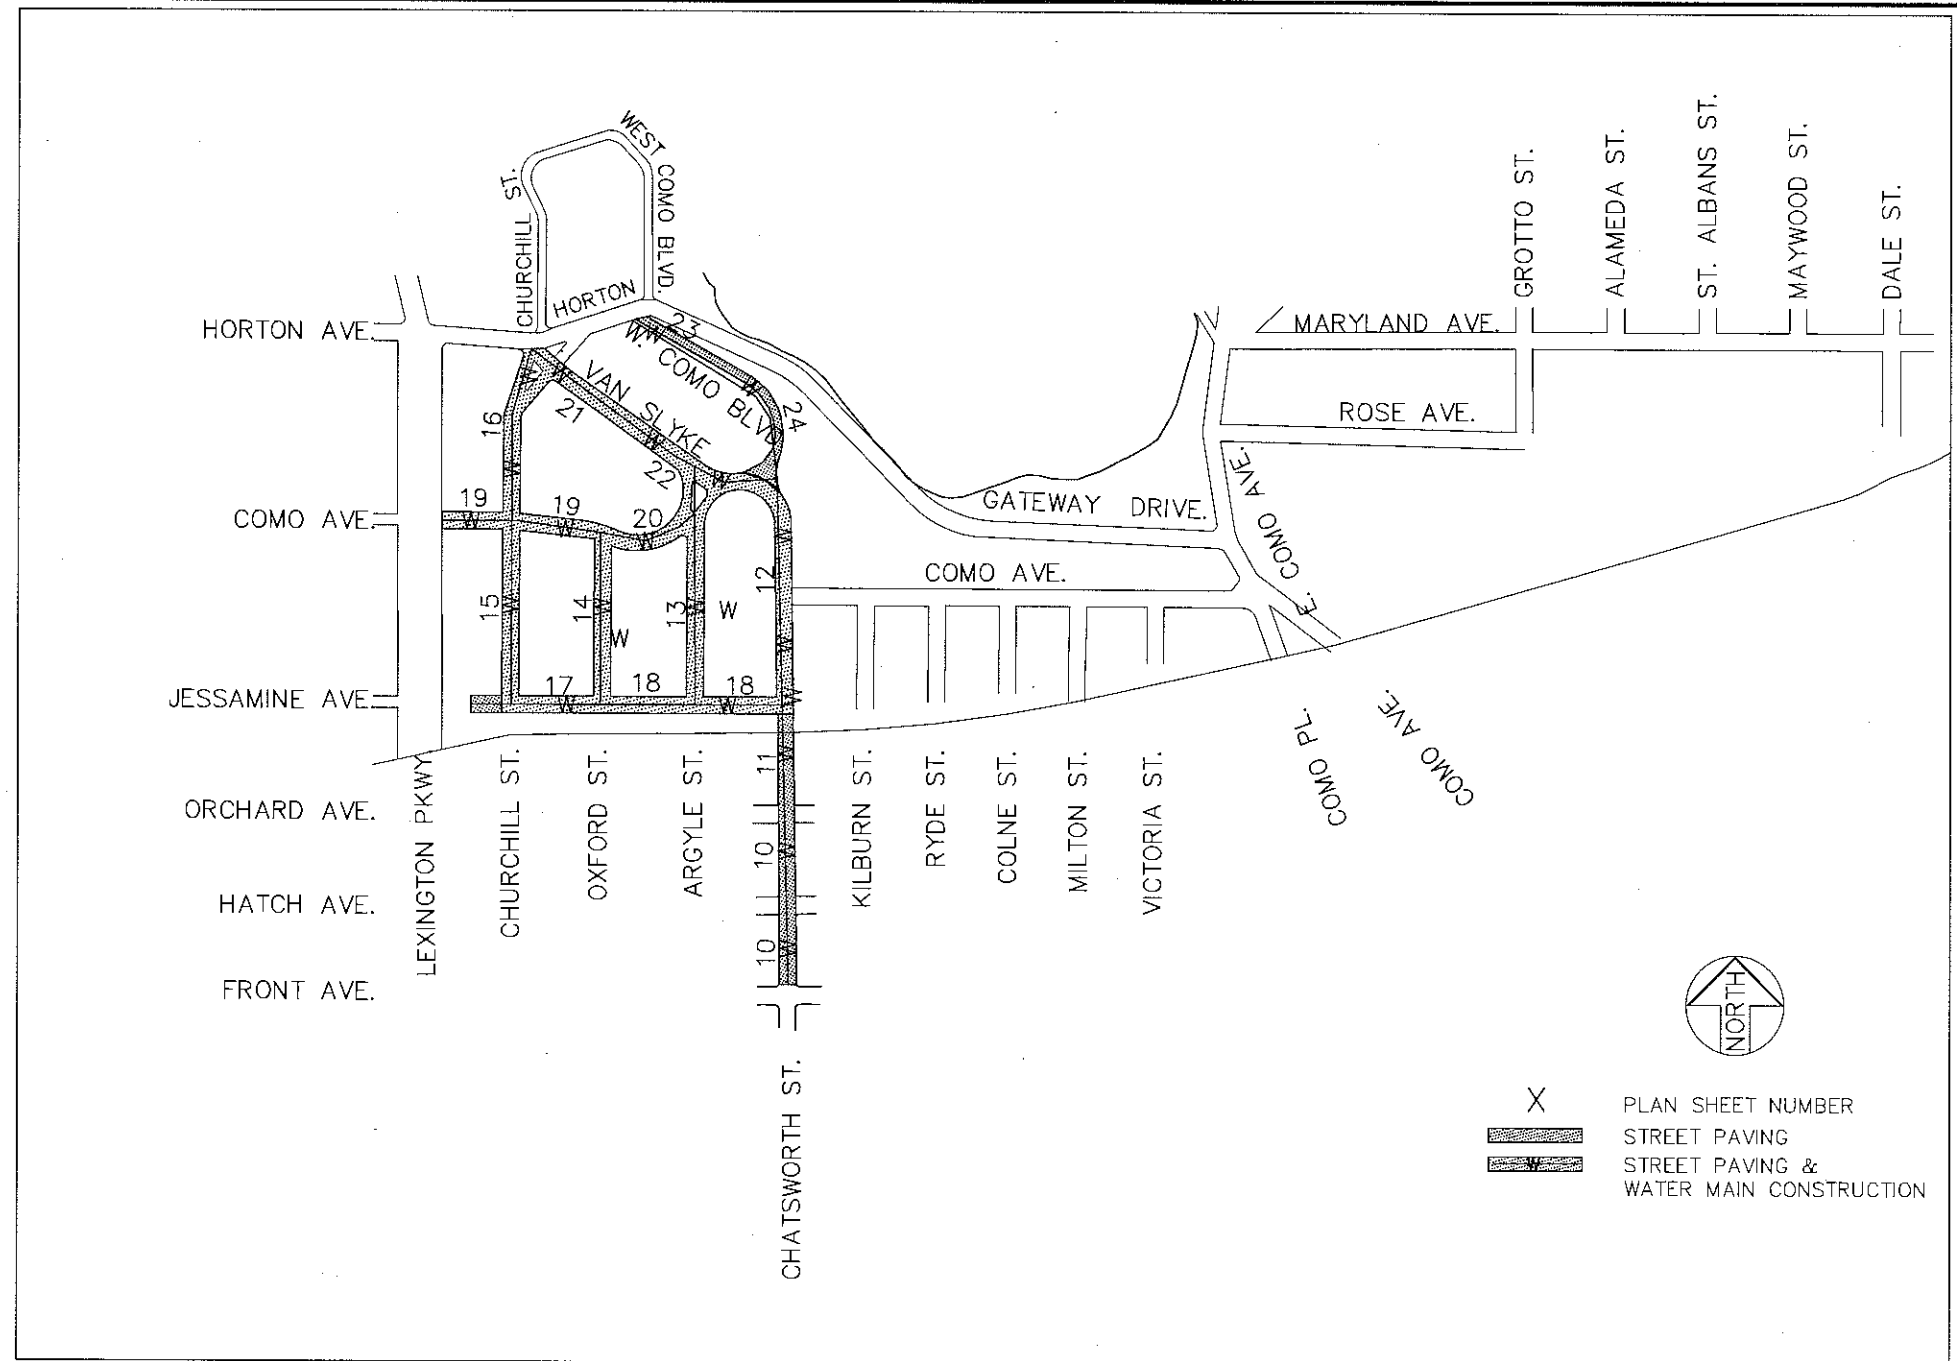 WEST COMO BLVD.
CHURCHILL ST.
HORTON
HORTON AVE.
COMO AVE.
JESSAMINE AVE.
ORCHARD AVE.
HATCH AVE.
FRONT AVE.
W. COMO BLVD
VAN SLYKE
23
24
W
W
W
W
21
W
22
W
16
W
19
W
19
W
20
W
W
15
W
14
W
W
13
W
W
12
W
W
17
W
18
18
W
W
11
W
10
W
10
W
GATEWAY DRIVE.
COMO AVE.
E. COMO AVE.
MARYLAND AVE.
ROSE AVE.
GROTTO ST.
ALAMEDA ST.
ST. ALBANS ST.
MAYWOOD ST.
DALE ST.
LEXINGTON PKWY
CHURCHILL ST.
OXFORD ST.
ARGYLE ST.
CHATSWORTH ST.
KILBURN ST.
RYDE ST.
COLNE ST.
MILTON ST.
VICTORIA ST.
COMO PL.
COMO AVE.
NORTH
X PLAN SHEET NUMBER
STREET PAVING
W STREET PAVING &
WATER MAIN CONSTRUCTION